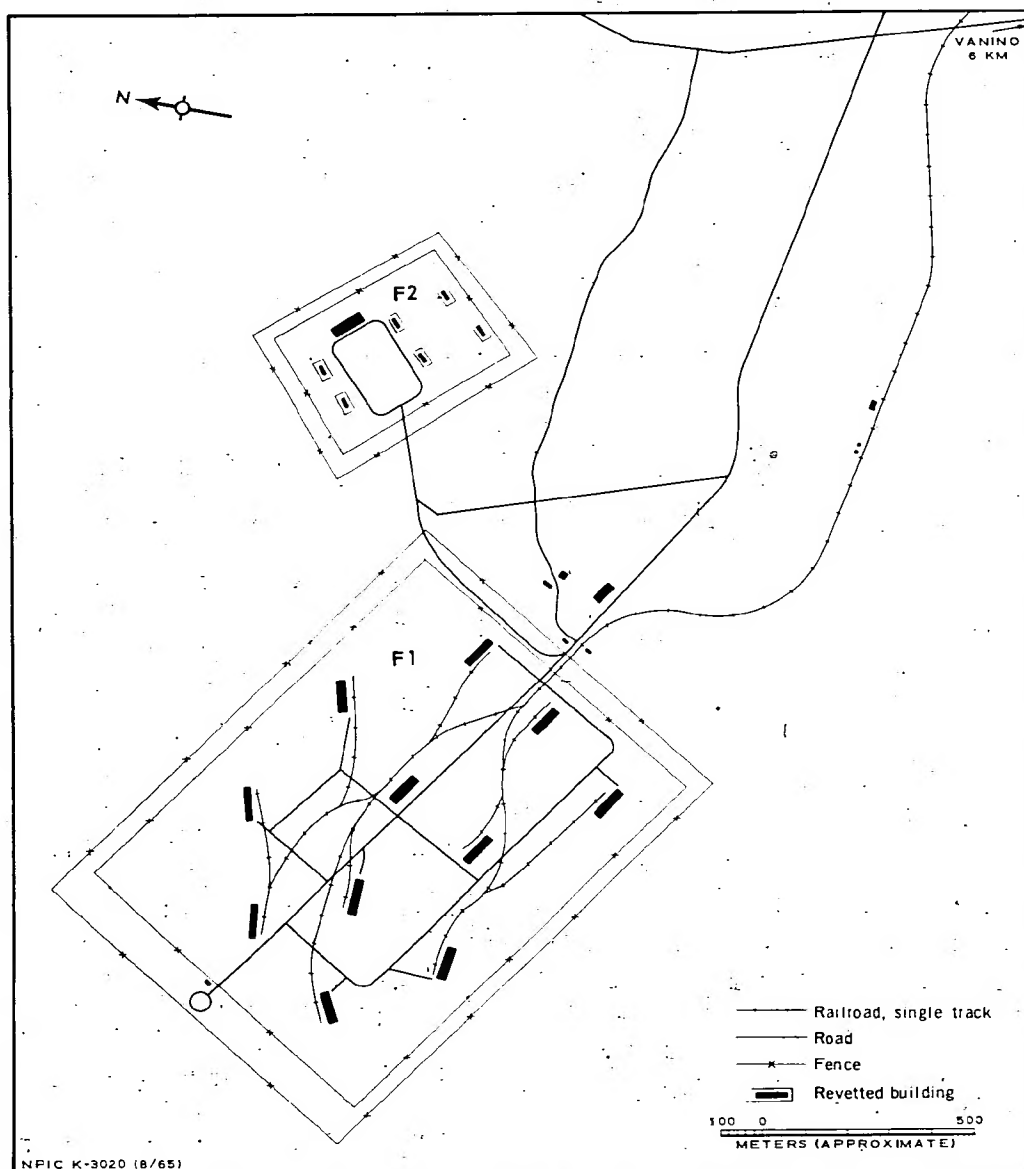 VANINO
6 KM
N
F2
F1
Railroad, single track
Road
Fence
Revetted building
100 0 500
METERS (APPROXIMATE)
NPIC K-3020 (8/65)